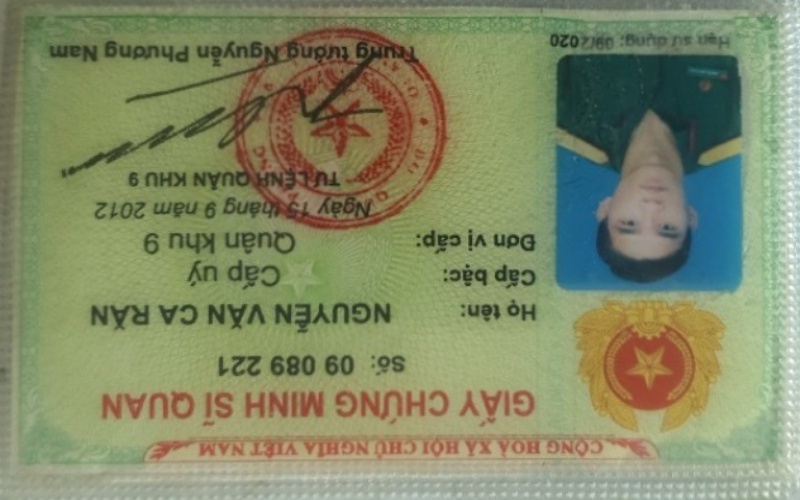 CỘNG HOÀ XÃ HỘI CHỦ NGHĨA VIỆT NAM
GIẤY CHỨNG MINH SĨ QUAN
Số: 09 089 221
Họ tên: NGUYỄN VĂN CA RĂN
Cấp bậc: Cấp uý
Đơn vị cấp: Quân khu 9
Ngày 15 tháng 9 năm 2012
TƯ LỆNH QUÂN KHU 9
Trung tướng Nguyễn Phương Nam
Hạn sử dụng: 09/2020